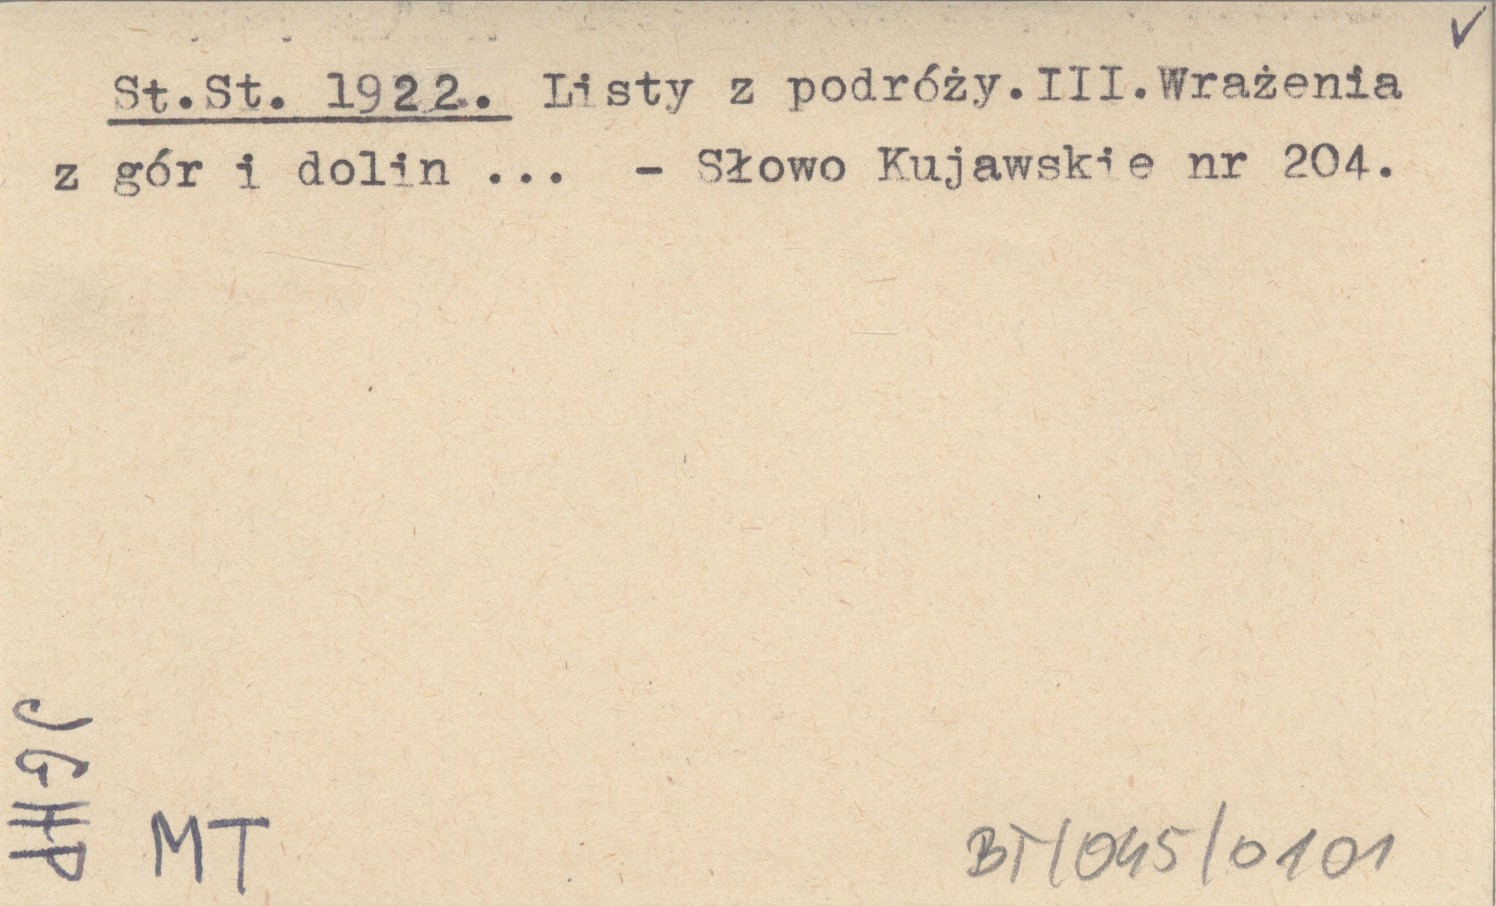 ✓
St.St. 1922. Listy z podróży.III.Wrażenia
z gór i dolin ... - Słowo Kujawskie nr 204.
JGHP
MT
BT/045/0101